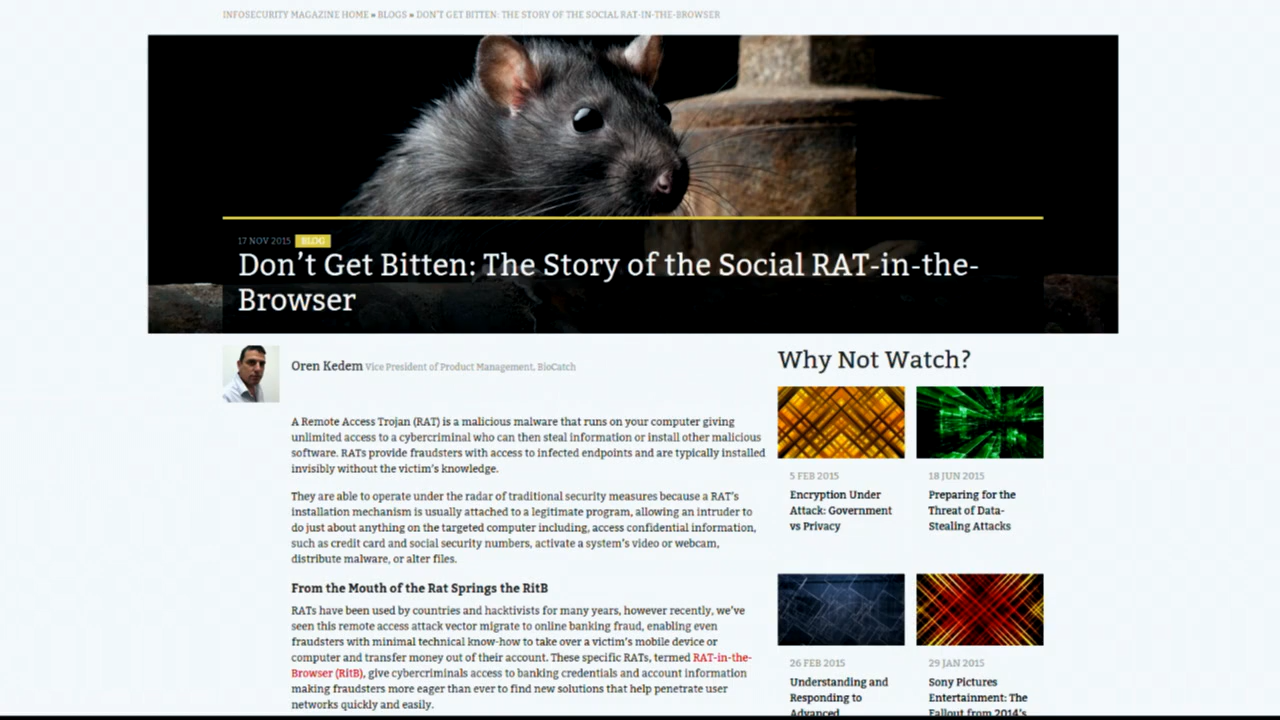 INFOSECURITY MAGAZINE HOME » BLOGS » DON'T GET BITTEN: THE STORY OF THE SOCIAL RAT-IN-THE-BROWSER
17 NOV 2015 BLOG
Don't Get Bitten: The Story of the Social RAT-in-the-
Browser
Oren Kedem Vice President of Product Management, BioCatch
A Remote Access Trojan (RAT) is a malicious malware that runs on your computer giving
unlimited access to a cybercriminal who can then steal information or install other malicious
software. RATs provide fraudsters with access to infected endpoints and are typically installed
invisibly without the victim's knowledge.
They are able to operate under the radar of traditional security measures because a RAT's
installation mechanism is usually attached to a legitimate program, allowing an intruder to
do just about anything on the targeted computer including, access confidential information,
such as credit card and social security numbers, activate a system's video or webcam,
distribute malware, or alter files.
From the Mouth of the Rat Springs the RitB
RATs have been used by countries and hacktivists for many years, however recently, we've
seen this remote access attack vector migrate to online banking fraud, enabling even
fraudsters with minimal technical know-how to take over a victim's mobile device or
computer and transfer money out of their account. These specific RATs, termed RAT-in-the-
Browser (RitB), give cybercriminals access to banking credentials and account information
making fraudsters more eager than ever to find new solutions that help penetrate user
networks quickly and easily.
Why Not Watch?
5 FEB 2015
Encryption Under
Attack: Government
vs Privacy
18 JUN 2015
Preparing for the
Threat of Data-
Stealing Attacks
26 FEB 2015
Understanding and
Responding to
Advanced
29 JAN 2015
Sony Pictures
Entertainment: The
Fallout from 2014's